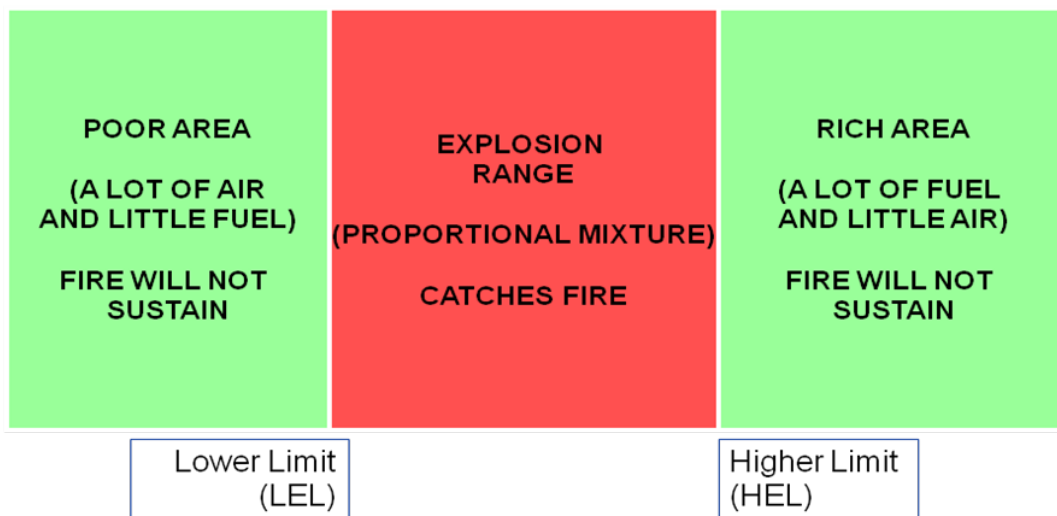 POOR AREA
(A LOT OF AIR
AND LITTLE FUEL)
FIRE WILL NOT
SUSTAIN
EXPLOSION
RANGE
(PROPORTIONAL MIXTURE)
CATCHES FIRE
RICH AREA
(A LOT OF FUEL
AND LITTLE AIR)
FIRE WILL NOT
SUSTAIN
Lower Limit
(LEL)
Higher Limit
(HEL)